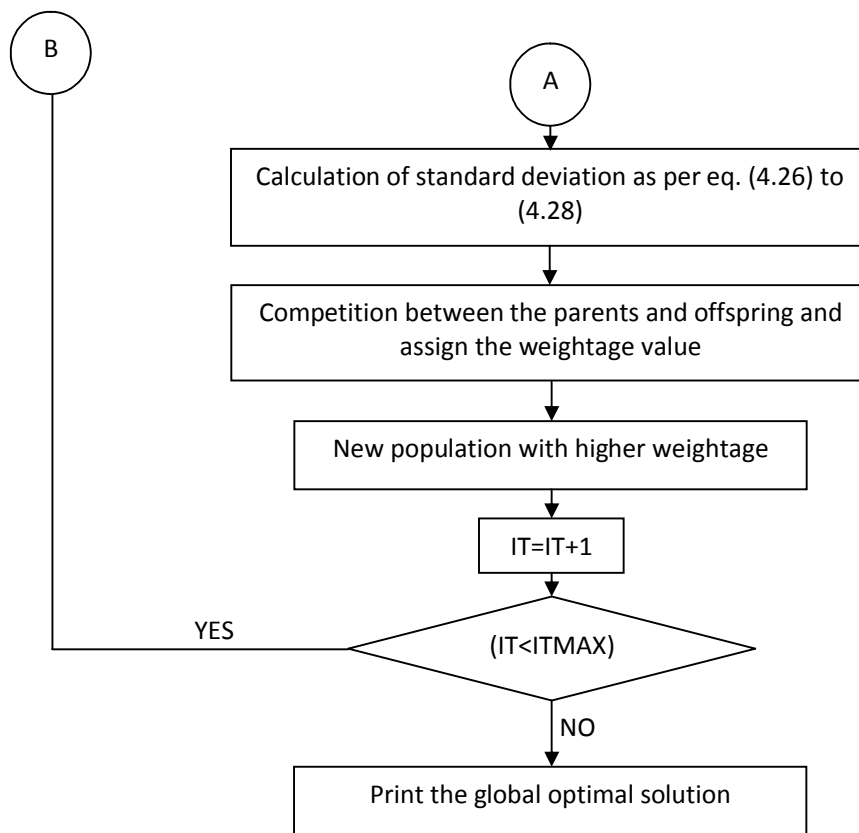 B
A
Calculation of standard deviation as per eq. (4.26) to
(4.28)
Competition between the parents and offspring and
assign the weightage value
New population with higher weightage
IT=IT+1
YES
(IT<ITMAX)
NO
Print the global optimal solution